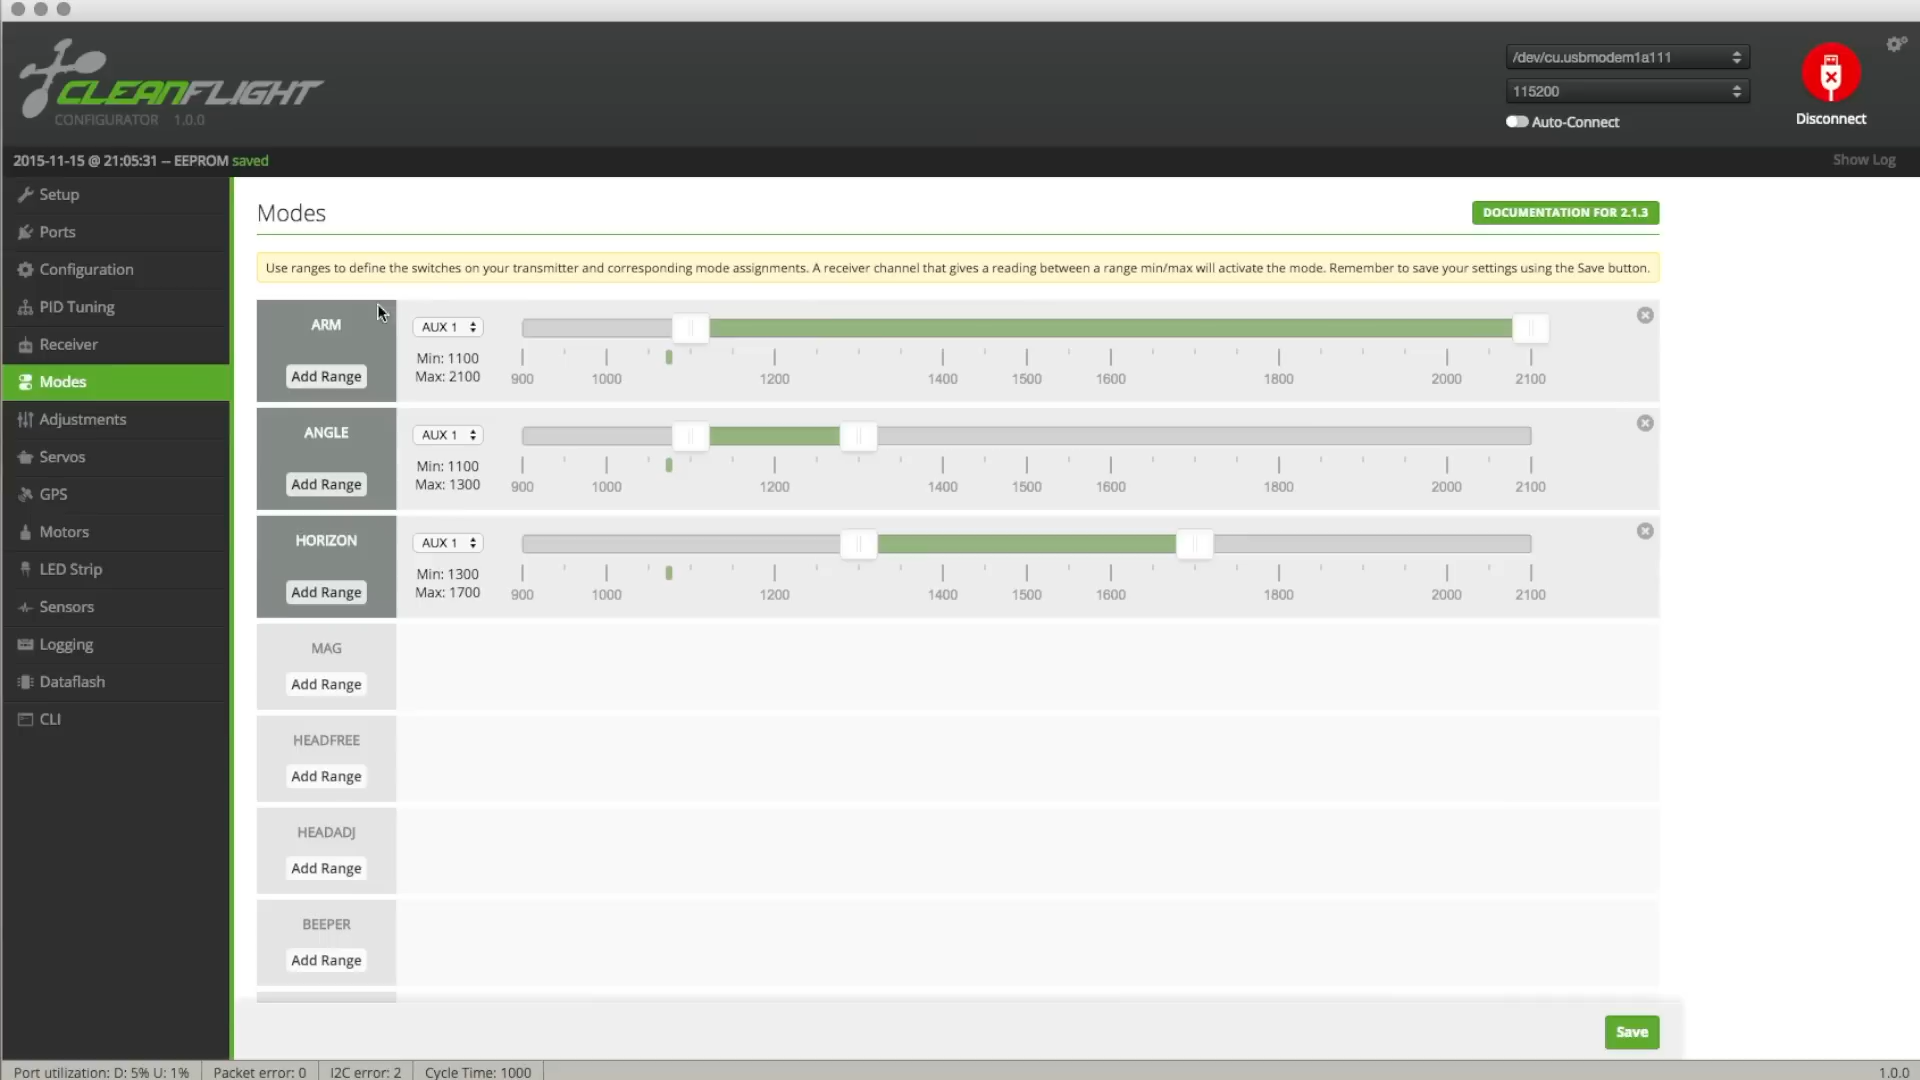 CLEANFLIGHT
CONFIGURATOR 1.0.0
/dev/cu.usbmodem1a111
115200
Auto-Connect
Disconnect
2015-11-15 @ 21:05:31 -- EEPROM saved
Show Log
Setup
Ports
Configuration
PID Tuning
Receiver
Modes
Adjustments
Servos
GPS
Motors
LED Strip
Sensors
Logging
Dataflash
CLI
Modes
DOCUMENTATION FOR 2.1.3
Use ranges to define the switches on your transmitter and corresponding mode assignments. A receiver channel that gives a reading between a range min/max will activate the mode. Remember to save your settings using the Save button.
ARM
Add Range
AUX 1
Min: 1100
Max: 2100
900 1000 1200 1400 1500 1600 1800 2000 2100
ANGLE
Add Range
AUX 1
Min: 1100
Max: 1300
900 1000 1200 1400 1500 1600 1800 2000 2100
HORIZON
Add Range
AUX 1
Min: 1300
Max: 1700
900 1000 1200 1400 1500 1600 1800 2000 2100
MAG
Add Range
HEADFREE
Add Range
HEADADJ
Add Range
BEEPER
Add Range
Save
Port utilization: D: 5% U: 1% Packet error: 0 I2C error: 2 Cycle Time: 1000 1.0.0